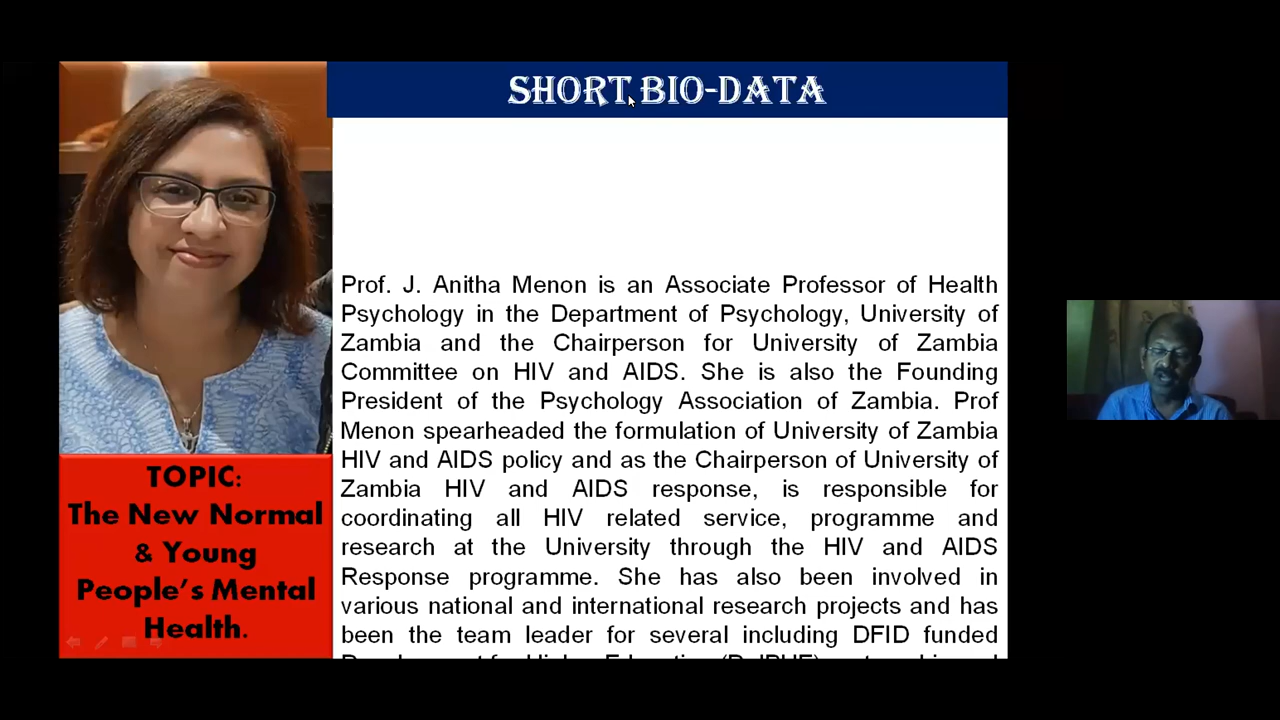 SHORT BIO-DATA
Prof. J. Anitha Menon is an Associate Professor of Health
Psychology in the Department of Psychology, University of
Zambia and the Chairperson for University of Zambia
Committee on HIV and AIDS. She is also the Founding
President of the Psychology Association of Zambia. Prof
Menon spearheaded the formulation of University of Zambia
HIV and AIDS policy and as the Chairperson of University of
Zambia HIV and AIDS response, is responsible for
coordinating all HIV related service, programme and
research at the University through the HIV and AIDS
Response programme. She has also been involved in
various national and international research projects and has
been the team leader for several including DFID funded
TOPIC:
The New Normal
& Young
People's Mental
Health.